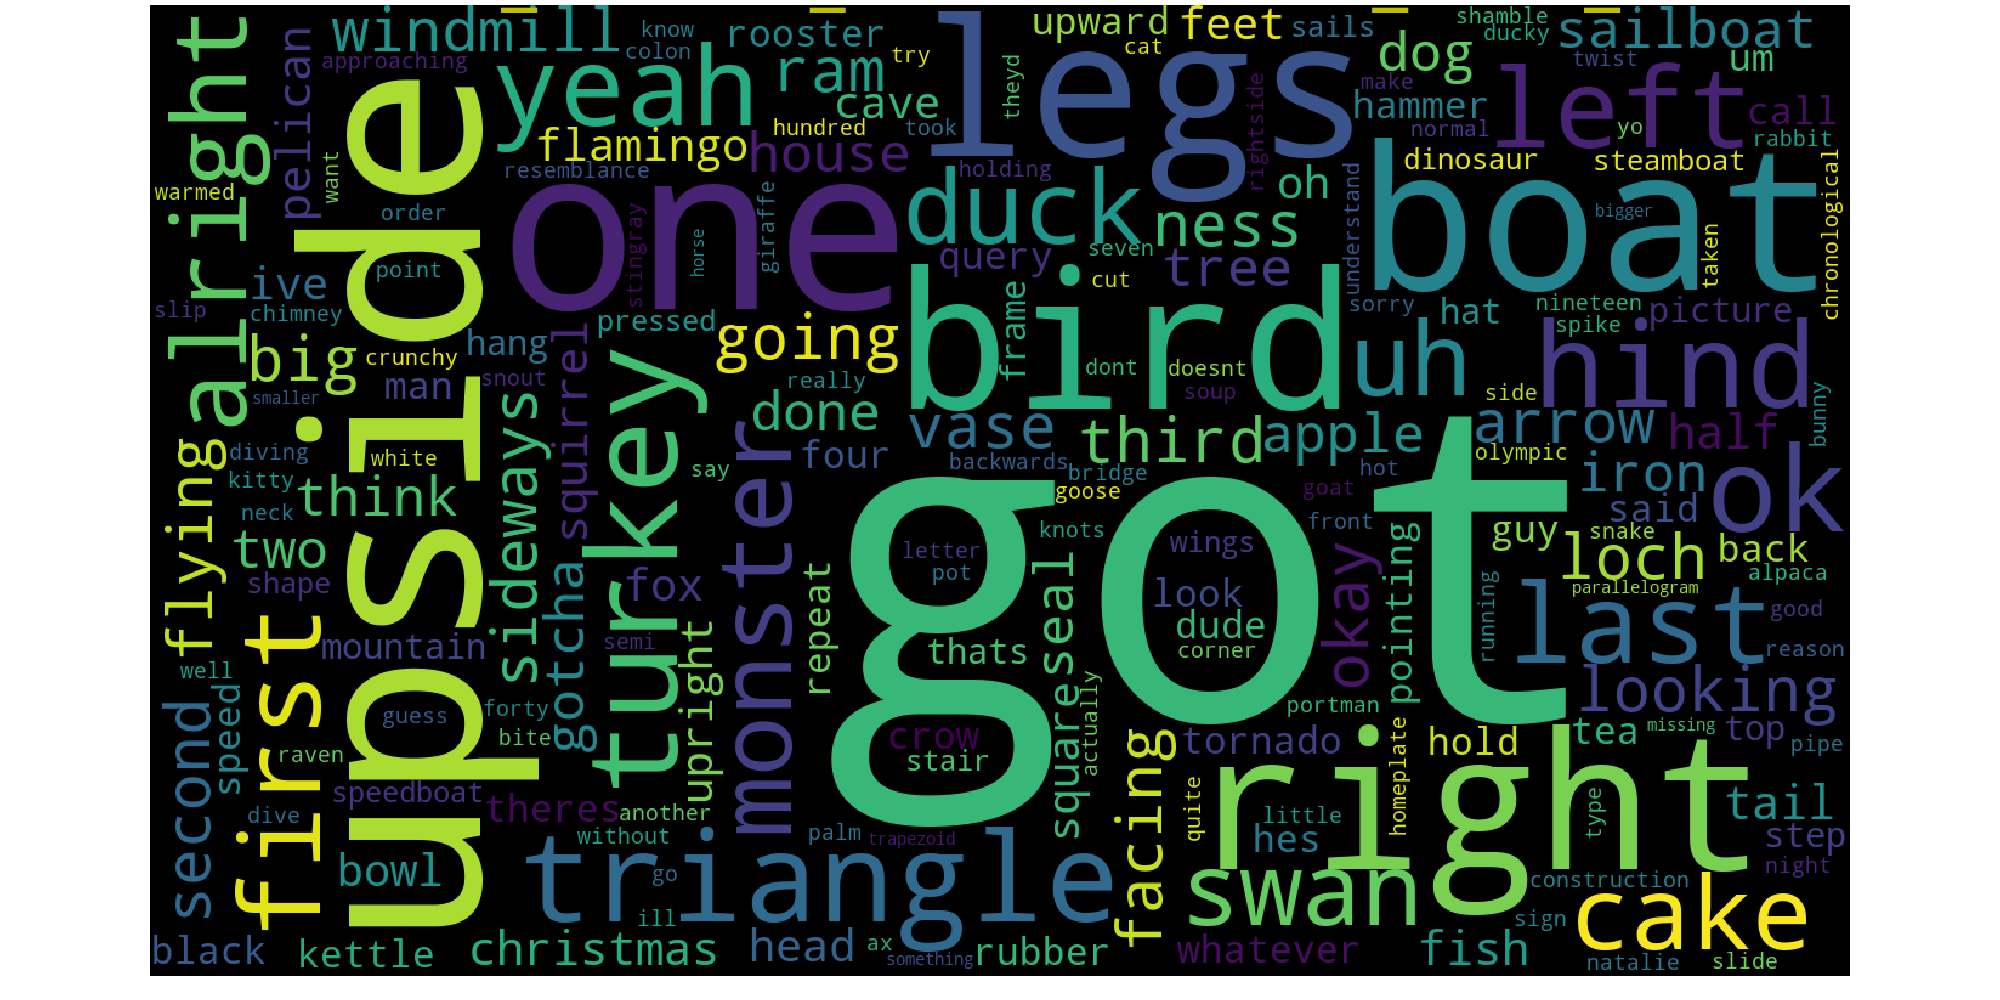 alright
windmill
know
colon
rooster
upward
feet
sails
shamble
ducky
sailboat
approaching
pelican
yeah
ram
try
cat
legs
dog
twist
um
theyd
make
left
cave
took
hammer
call
hundred
normal
yo
rabbit
flamingo
house
resemblance
holding
rightside
dinosaur
steamboat
chronological
warmed
want
upside
one
duck
oh
boat
order
ness
bigger
understand
stingray
horse
giraffe
query
seven
tree
taken
point
ive
cut
slip
chimney
pressed
frame
sorry
hat
nineteen
picture
spike
big
crunchy
hang
going
bird
uh
hind
man
snout
squirrel
really
dont
doesnt
soup
side
bunny
smaller
done
vase
third
apple
arrow
half
flying
diving
white
sideways
turkey
say
monster
four
backwards
bridge
hot
olympic
ok
kitty
think
goose
goat
iron
said
neck
gotcha
knots
got
front
guy
snake
back
two
letter
wings
loch
shape
fox
repeat
pot
look
okay
pointing
running
parallelogram
alpaca
first
mountain
semi
upright
thats
seal
dude
corner
last
good
reason
well
second
speed
guess
forty
looking
raven
bite
crow
square
actually
portman
tornado
homeplate
hold
tea
missing
top
pipe
stair
facing
right
dive
speedboat
theres
another
without
palm
trapezoid
quite
little
hes
type
tail
step
bowl
triangle
go
swan
construction
night
ill
cake
sign
black
kettle
christmas
head
ax
something
rubber
whatever
fish
natalie
slide